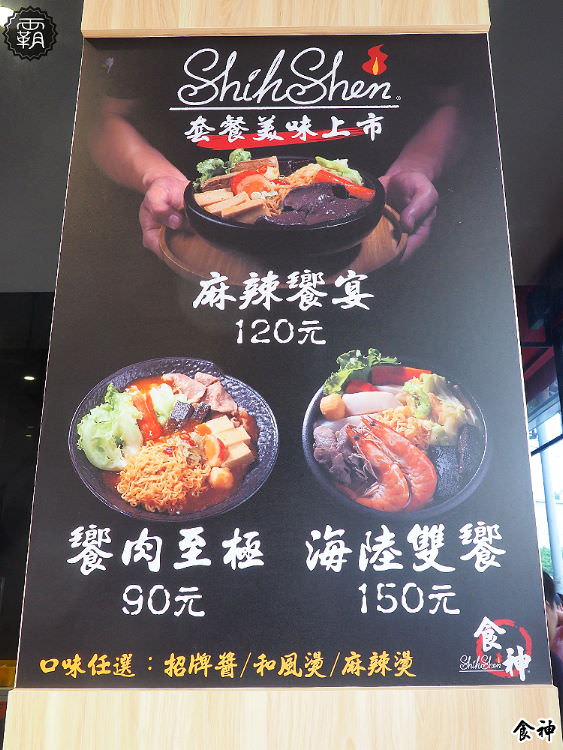 霸
ShihShen
套餐美味上市
麻辣饗宴
120元
饗肉至極
90元
海陸雙饗
150元
口味任選：招牌醬/和風燙/麻辣燙
食神
ShihShen
食神